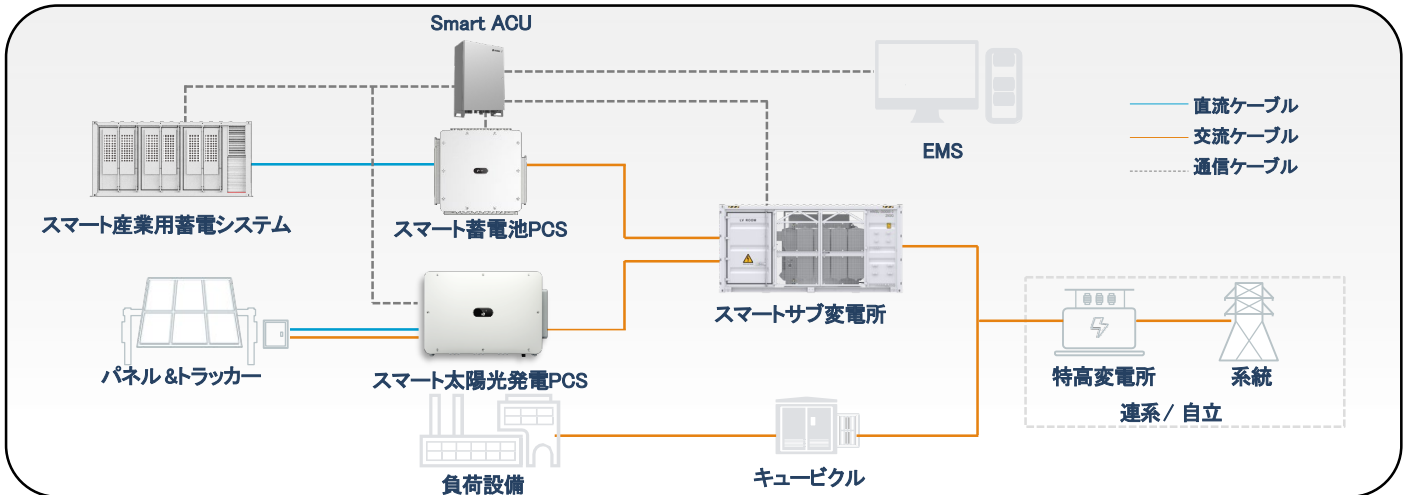 Smart ACU
EMS
直流ケーブル
交流ケーブル
通信ケーブル
スマート産業用蓄電システム
スマート蓄電池PCS
スマートサブ変電所
パネル&トラッカー
スマート太陽光発電PCS
特高変電所
系統
連系/ 自立
負荷設備
キュービクル